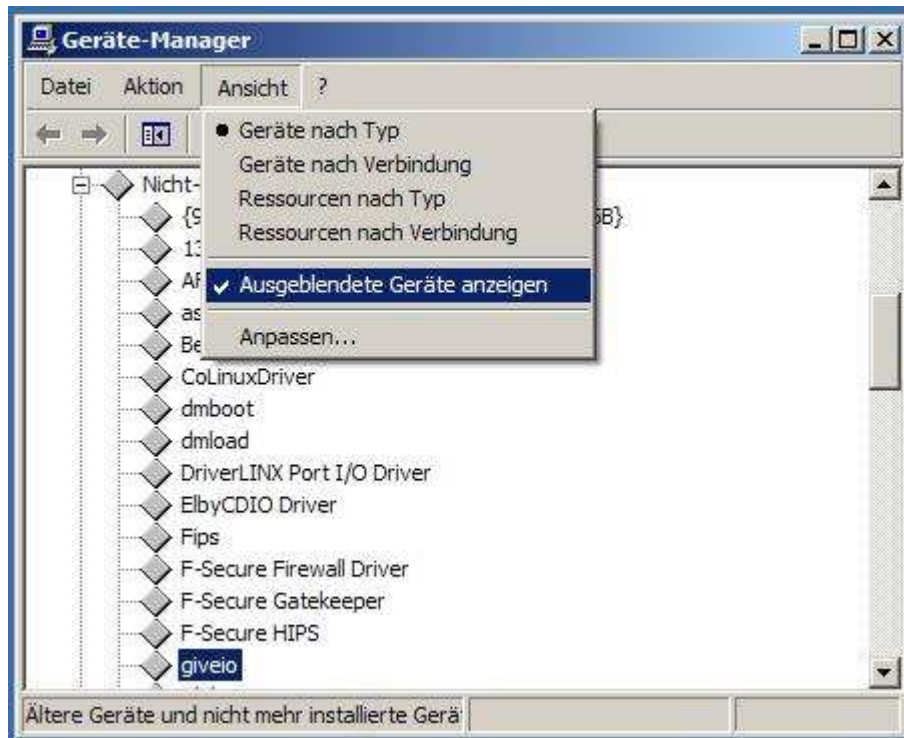 Geräte-Manager
Datei Aktion Ansicht ?
Geräte nach Typ
Geräte nach Verbindung
Ressourcen nach Typ
Ressourcen nach Verbindung
Ausgeblendete Geräte anzeigen
Anpassen...
Nicht-
CoLinuxDriver
dmboot
dmload
DriverLINX Port I/O Driver
ElbyCDIO Driver
Fips
F-Secure Firewall Driver
F-Secure Gatekeeper
F-Secure HIPS
giveio
Ältere Geräte und nicht mehr installierte Gerä